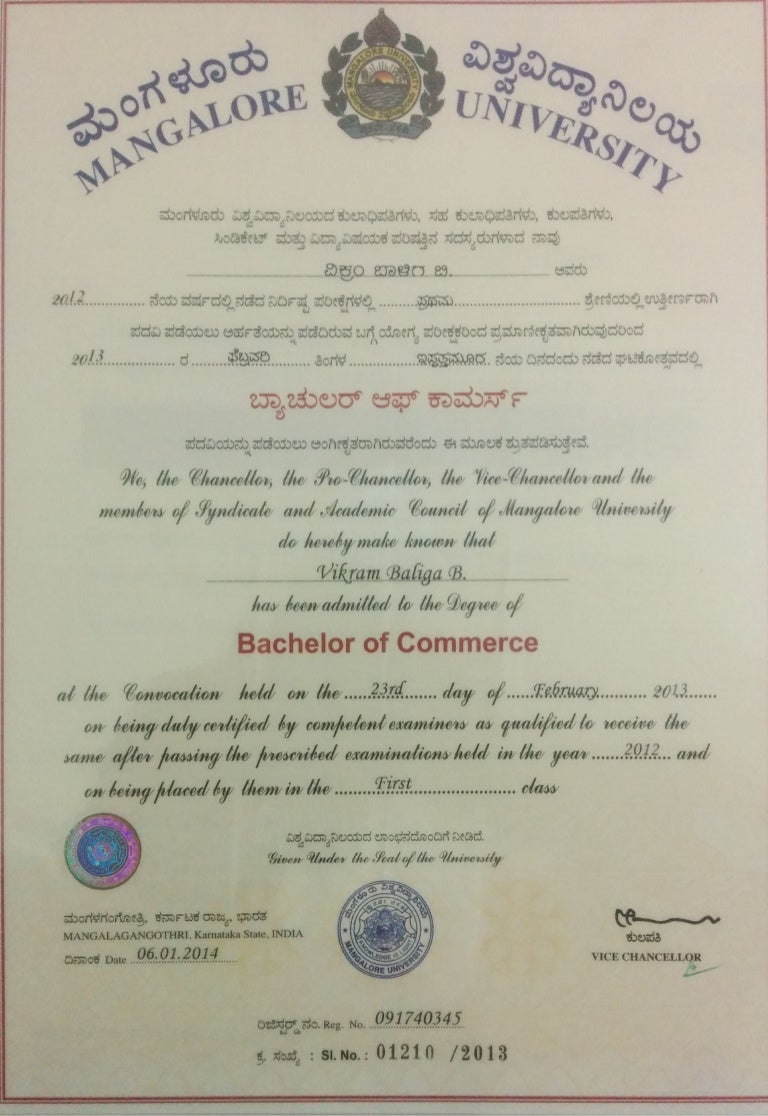 ಮಂಗಳೂರು ವಿಶ್ವವಿದ್ಯಾನಿಲಯ
MANGALORE UNIVERSITY
ಮಂಗಳೂರು ವಿಶ್ವವಿದ್ಯಾನಿಲಯದ ಕುಲಾಧಿಪತಿಗಳು, ಸಹ ಕುಲಾಧಿಪತಿಗಳು, ಕುಲಪತಿಗಳು,
ಸಿಂಡಿಕೇಟ್ ಮತ್ತು ವಿದ್ಯಾವಿಷಯಕ ಪರಿಷತ್ತಿನ ಸದಸ್ಯರುಗಳಾದ ನಾವು
ವಿಕ್ರಂ ಬಾಳಿಗ ಬಿ. ಅವರು
2012 ನೆಯ ವರ್ಷದಲ್ಲಿ ನಡೆದ ನಿರ್ದಿಷ್ಟ ಪರೀಕ್ಷೆಗಳಲ್ಲಿ ಪ್ರಥಮ ಶ್ರೇಣಿಯಲ್ಲಿ ಉತ್ತೀರ್ಣರಾಗಿ
ಪದವಿ ಪಡೆಯಲು ಅರ್ಹತೆಯನ್ನು ಪಡೆದಿರುವ ಬಗ್ಗೆ ಯೋಗ್ಯ ಪರೀಕ್ಷಕರಿಂದ ಪ್ರಮಾಣೀಕೃತವಾಗಿರುವುದರಿಂದ
2013 ರ ಫೆಬ್ರವರಿ ತಿಂಗಳ ಇಪ್ಪತ್ತಮೂರ ನೆಯ ದಿನದಂದು ನಡೆದ ಘಟಿಕೋತ್ಸವದಲ್ಲಿ
ಬ್ಯಾಚುಲರ್ ಆಫ್ ಕಾಮರ್ಸ್
ಪದವಿಯನ್ನು ಪಡೆಯಲು ಅಂಗೀಕೃತರಾಗಿರುವರೆಂದು ಈ ಮೂಲಕ ಶ್ರುತಪಡಿಸುತ್ತೇವೆ.
We, the Chancellor, the Pro-Chancellor, the Vice-Chancellor and the
members of Syndicate and Academic Council of Mangalore University
do hereby make known that
Vikram Baliga B.
has been admitted to the Degree of
Bachelor of Commerce
at the Convocation held on the 23rd day of February 2013
on being duly certified by competent examiners as qualified to receive the
same after passing the prescribed examinations held in the year 2012 and
on being placed by them in the First class
ವಿಶ್ವವಿದ್ಯಾನಿಲಯದ ಲಾಂಛನದೊಂದಿಗೆ ನೀಡಿದೆ.
Given Under the Seal of the University
ಮಂಗಳಗಂಗೋತ್ರಿ, ಕರ್ನಾಟಕ ರಾಜ್ಯ, ಭಾರತ
MANGALAGANGOTHRI, Karnataka State, INDIA
ದಿನಾಂಕ Date 06.01.2014
ಮಂಗಳೂರು ವಿಶ್ವವಿದ್ಯಾನಿಲಯ
KNOWLEDGE IS LIGHT
MANGALORE UNIVERSITY
ಕುಲಪತಿ
VICE CHANCELLOR
ರಿಜಿಸ್ಟರ್ಡ್ ನಂ. Reg. No. 091740345
ಕ್ರ. ಸಂಖ್ಯೆ : Sl. No. : 01210 /2013